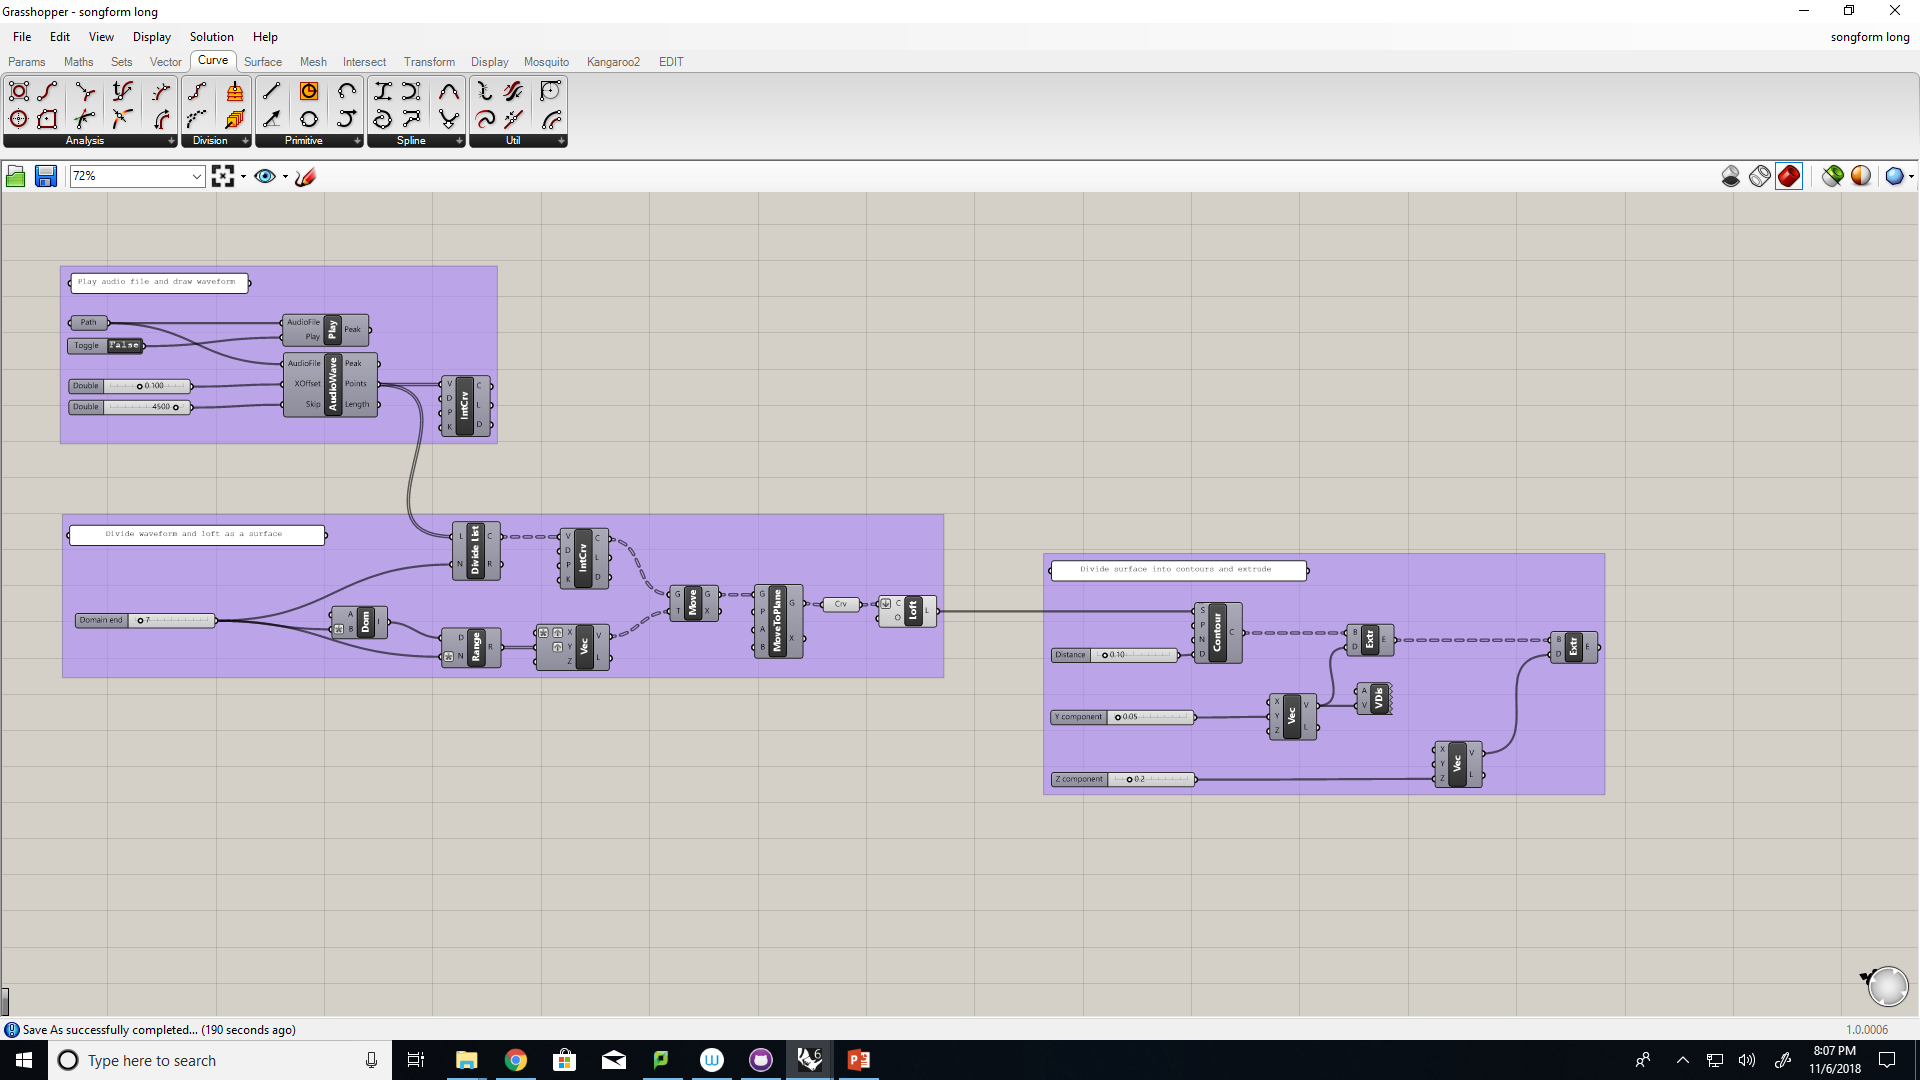 Grasshopper - songform long
File Edit View Display Solution Help
songform long
Params Maths Sets Vector Curve Surface Mesh Intersect Transform Display Mosquito Kangaroo2 EDIT
Analysis Division Primitive Spline Util
72%
Play audio file and draw waveform
Path
AudioFile Play Play Peak
Toggle False
AudioFile XOffset Skip AudioWave Peak Points Length
Double 0.100
Double 4500
V D P K IntCrv C L D
Divide waveform and loft as a surface
L N Divide List C R
V D P K IntCrv C L D
Domain end 7
A B Dom I
D N Range R
X Y Z Vec V L
G T Move G X
G P A B MoveToPlane G X
Crv
C O Loft L
Divide surface into contours and extrude
S P N D Contour C
Distance 0.10
B D Extr E
B D Extr E
Y component 0.05
X Y Z Vec V L
A V VDis
Z component 0.2
X Y Z Vec V L
Save As successfully completed... (190 seconds ago)
1.0.0006
Type here to search
W
6
P
8:07 PM
11/6/2018